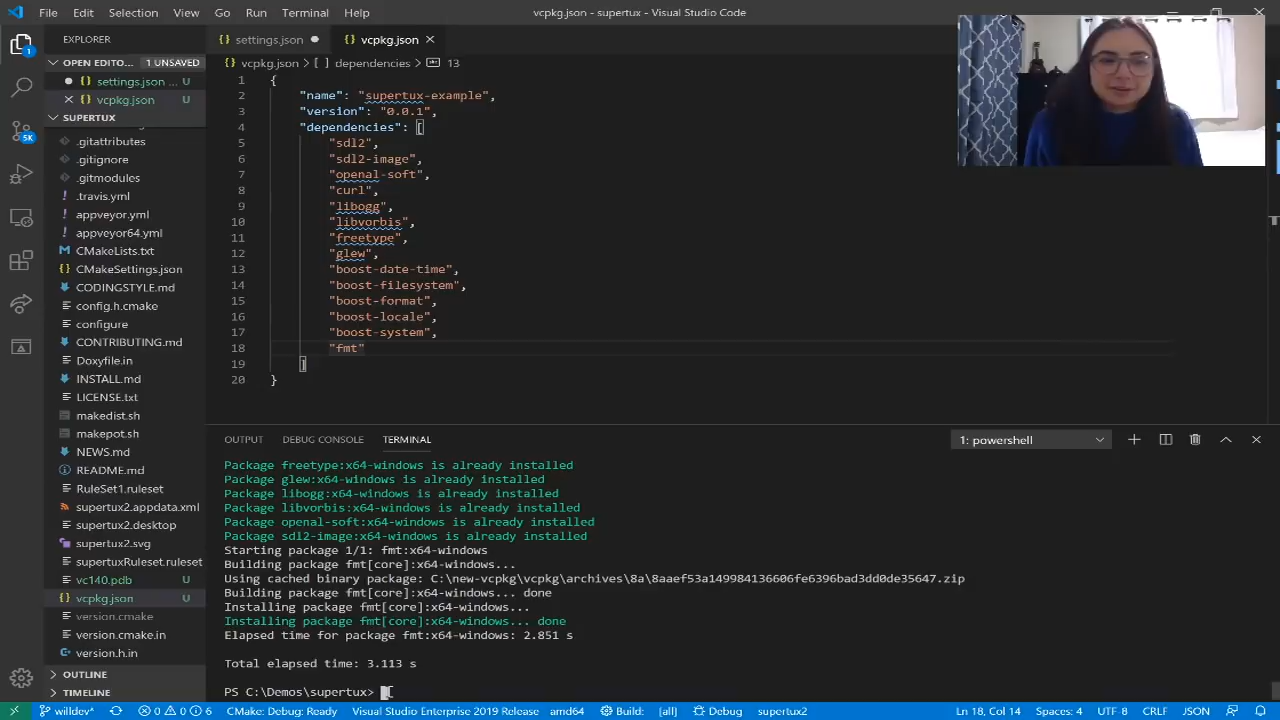 File Edit Selection View Go Run Terminal Help
vcpkg.json - supertux - Visual Studio Code
EXPLORER
settings.json
vcpkg.json
OPEN EDITO... 1 UNSAVED
settings.json ...
vcpkg.json U
SUPERTUX
.gitattributes
.gitignore
.gitmodules
.travis.yml
appveyor.yml
appveyor64.yml
CMakeLists.txt
CMakeSettings.json
CODINGSTYLE.md
config.h.cmake
configure
CONTRIBUTING.md
Doxyfile.in
INSTALL.md
LICENSE.txt
makedist.sh
makepot.sh
NEWS.md
README.md
RuleSet1.ruleset
supertux2.appdata.xml
supertux2.desktop
supertux2.svg
supertuxRuleset.ruleset
vc140.pdb U
vcpkg.json U
version.cmake
version.cmake.in
version.h.in
OUTLINE
TIMELINE
1
5K
vcpkg.json > [ ] dependencies > 13
1 {
2 "name": "supertux-example",
3 "version": "0.0.1",
4 "dependencies": [
5 "sdl2",
6 "sdl2-image",
7 "openal-soft",
8 "curl",
9 "libogg",
10 "libvorbis",
11 "freetype",
12 "glew",
13 "boost-date-time",
14 "boost-filesystem",
15 "boost-format",
16 "boost-locale",
17 "boost-system",
18 "fmt"
19 ]
20 }
OUTPUT DEBUG CONSOLE TERMINAL
1: powershell
Package freetype:x64-windows is already installed
Package glew:x64-windows is already installed
Package libogg:x64-windows is already installed
Package libvorbis:x64-windows is already installed
Package openal-soft:x64-windows is already installed
Package sdl2-image:x64-windows is already installed
Starting package 1/1: fmt:x64-windows
Building package fmt[core]:x64-windows...
Using cached binary package: C:\new-vcpkg\vcpkg\archives\8a\8aaef53a149984136606fe6396bad3dd0de35647.zip
Building package fmt[core]:x64-windows... done
Installing package fmt[core]:x64-windows...
Installing package fmt[core]:x64-windows... done
Elapsed time for package fmt:x64-windows: 2.851 s
Total elapsed time: 3.113 s
PS C:\Demos\supertux>
willdev* 0 0 6 CMake: Debug: Ready Visual Studio Enterprise 2019 Release - amd64 Build: [all] Debug supertux2 Ln 18, Col 14 Spaces: 4 UTF-8 CRLF JSON